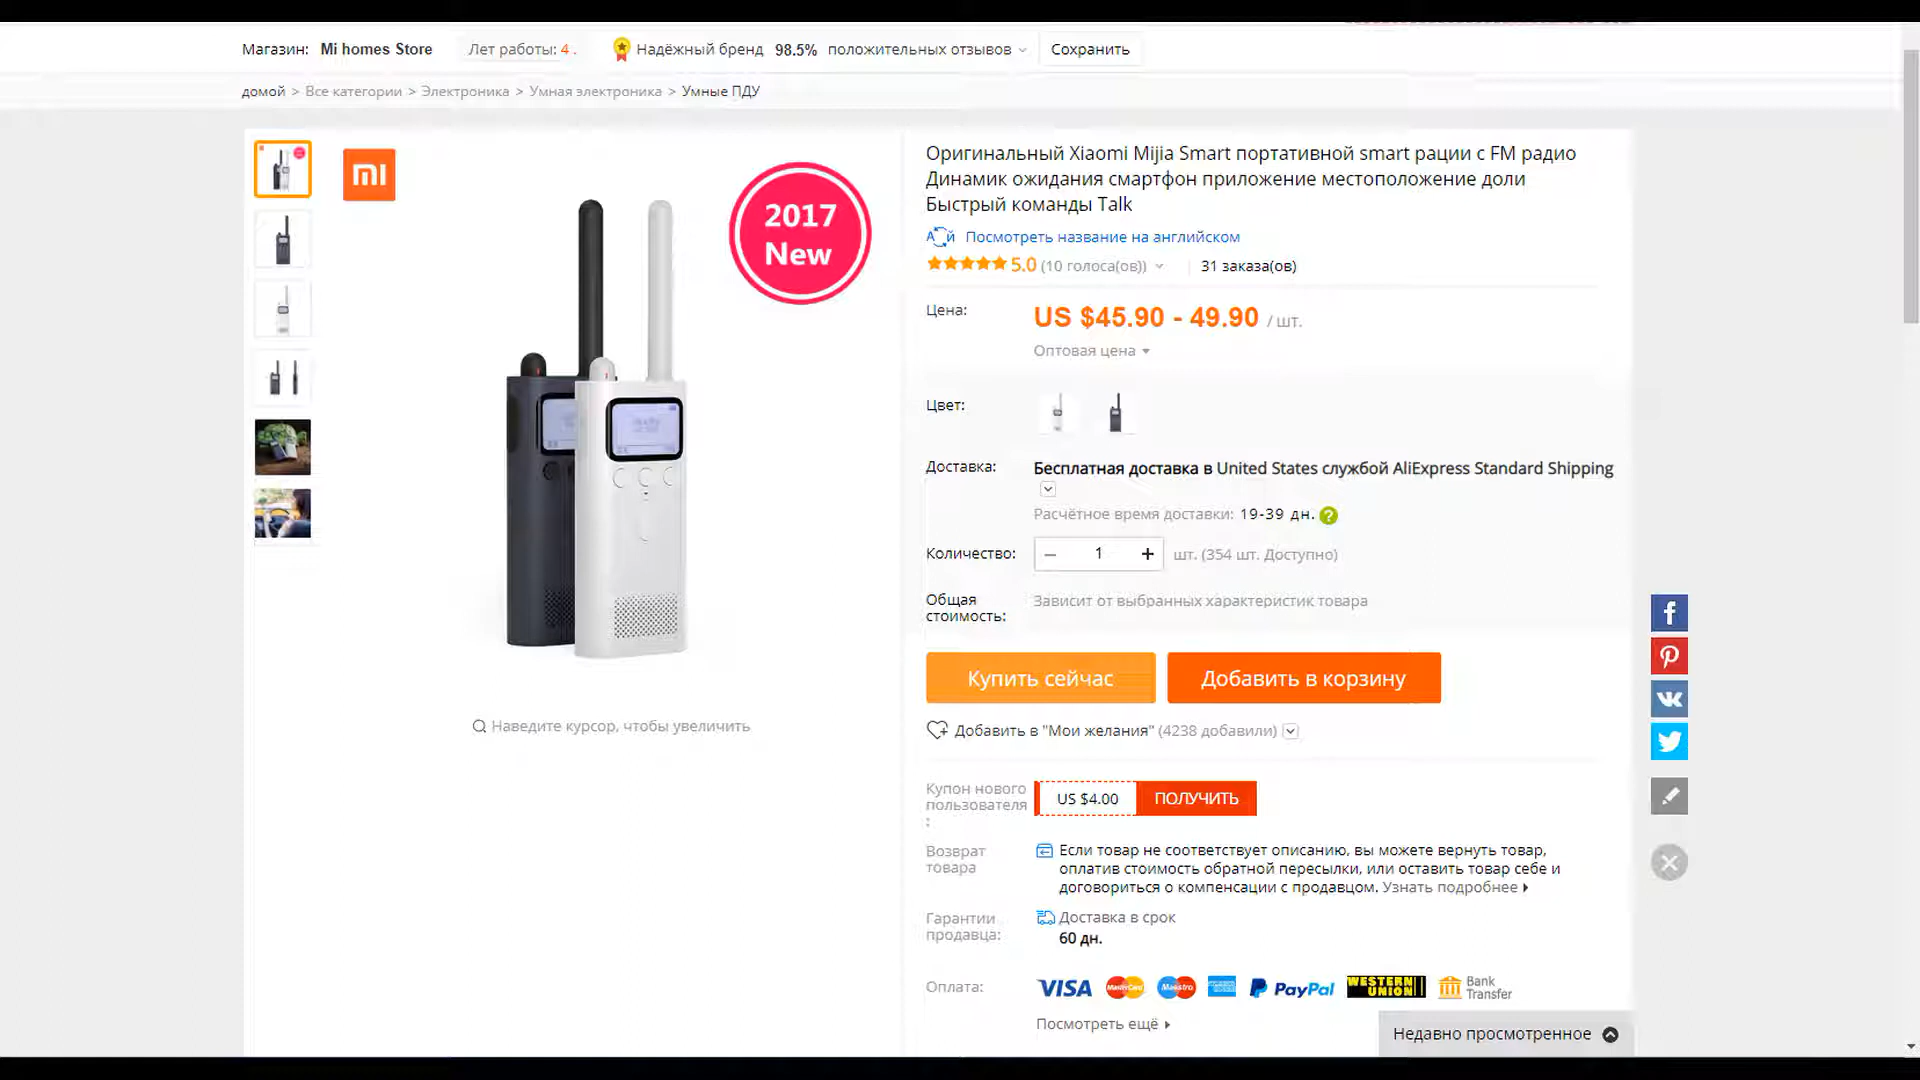 Магазин: Mi homes Store Лет работы: 4 . Надёжный бренд 98.5% положительных отзывов Сохранить
домой > Все категории > Электроника > Умная электроника > Умные ПДУ
mi
2017
New
Наведите курсор, чтобы увеличить
Оригинальный Xiaomi Mijia Smart портативной smart рации с FM радио
Динамик ожидания смартфон приложение местоположение доли
Быстрый команды Talk
Посмотреть название на английском
5.0 (10 голоса(ов)) 31 заказа(ов)
Цена: US $45.90 - 49.90 / шт.
Оптовая цена
Цвет:
Доставка: Бесплатная доставка в United States службой AliExpress Standard Shipping
Расчётное время доставки: 19-39 дн. ?
Количество: – 1 + шт. (354 шт. Доступно)
Общая
стоимость:
Зависит от выбранных характеристик товара
Купить сейчас Добавить в корзину
Добавить в "Мои желания" (4238 добавили)
Купон нового
пользователя
:
US $4.00 ПОЛУЧИТЬ
Возврат
товара
Если товар не соответствует описанию, вы можете вернуть товар,
оплатив стоимость обратной пересылки, или оставить товар себе и
договориться о компенсации с продавцом. Узнать подробнее
Гарантии
продавца:
Доставка в срок
60 дн.
Оплата: VISA MasterCard Maestro PayPal WESTERN UNION Bank Transfer
Посмотреть ещё
Недавно просмотренное